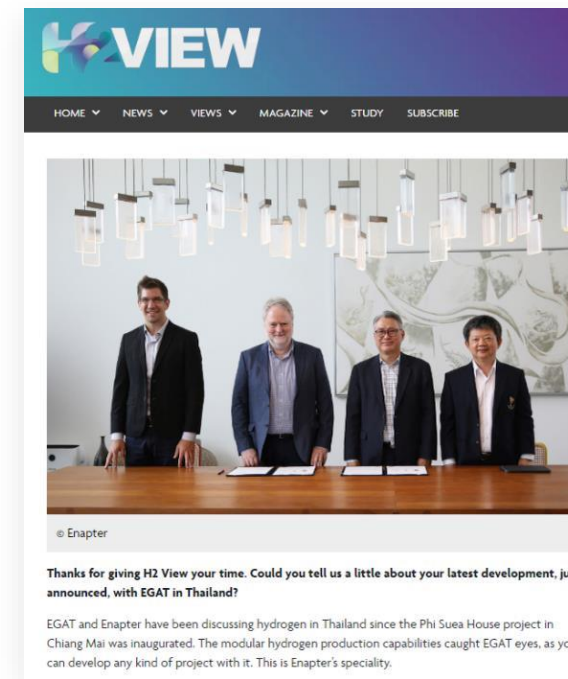 H2 VIEW
HOME NEWS VIEWS MAGAZINE STUDY SUBSCRIBE
© Enapter
Thanks for giving H2 View your time. Could you tell us a little about your latest development, ju
announced, with EGAT in Thailand?
EGAT and Enapter have been discussing hydrogen in Thailand since the Phi Suea House project in
Chiang Mai was inaugurated. The modular hydrogen production capabilities caught EGAT eyes, as yo
can develop any kind of project with it. This is Enapter's speciality.